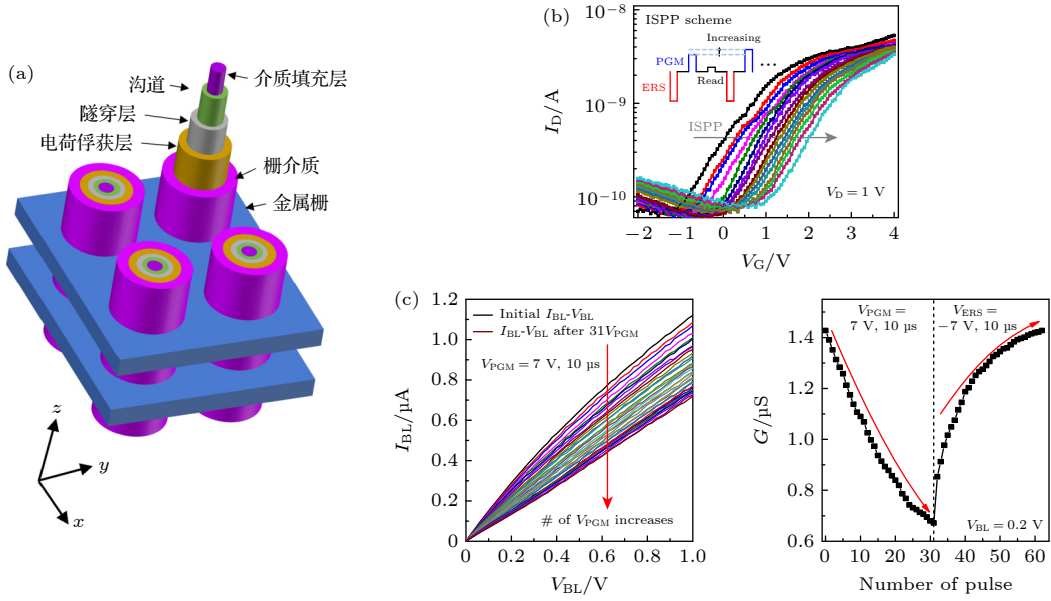 (a)
沟道
介质填充层
隧穿层
电荷俘获层
栅介质
金属栅
z
y
x
(b)
ISPP scheme
Increasing
PGM
Read
...
ERS
ISPP
V_D = 1 V
I_D/A
10⁻⁸
10⁻⁹
10⁻¹⁰
−2 −1 0 1 2 3 4
V_G/V
(c)
Initial I_BL-V_BL
I_BL-V_BL after 31V_PGM
V_PGM = 7 V, 10 μs
# of V_PGM increases
I_BL/μA
1.2
1.0
0.8
0.6
0.4
0.2
0
0 0.2 0.4 0.6 0.8 1.0
V_BL/V
V_PGM =
7 V, 10 μs
V_ERS =
−7 V, 10 μs
V_BL = 0.2 V
G/μS
1.6
1.4
1.2
1.0
0.8
0.6
0 10 20 30 40 50 60
Number of pulse